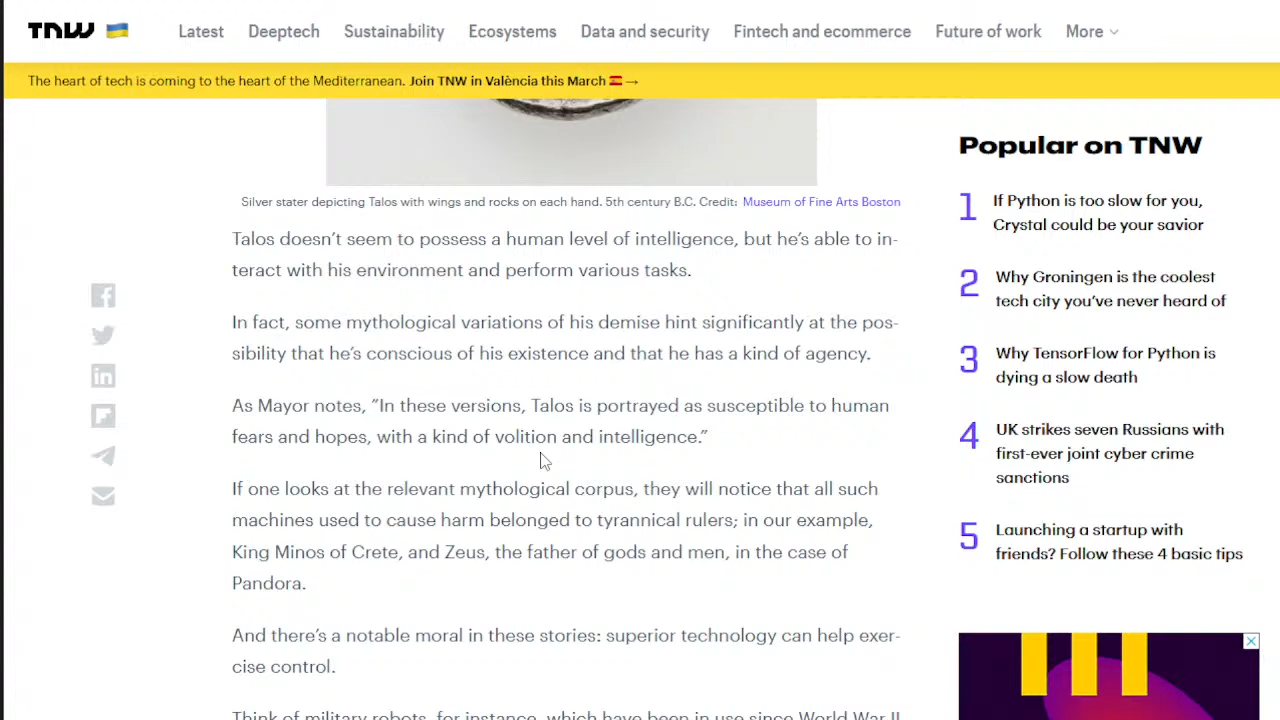 TNW
Latest
Deeptech
Sustainability
Ecosystems
Data and security
Fintech and ecommerce
Future of work
More
The heart of tech is coming to the heart of the Mediterranean. Join TNW in València this March →
Silver stater depicting Talos with wings and rocks on each hand. 5th century B.C. Credit: Museum of Fine Arts Boston
Talos doesn’t seem to possess a human level of intelligence, but he’s able to in-
teract with his environment and perform various tasks.
In fact, some mythological variations of his demise hint significantly at the pos-
sibility that he’s conscious of his existence and that he has a kind of agency.
As Mayor notes, “In these versions, Talos is portrayed as susceptible to human
fears and hopes, with a kind of volition and intelligence.”
If one looks at the relevant mythological corpus, they will notice that all such
machines used to cause harm belonged to tyrannical rulers; in our example,
King Minos of Crete, and Zeus, the father of gods and men, in the case of
Pandora.
And there’s a notable moral in these stories: superior technology can help exer-
cise control.
Think of military robots, for instance, which have been in use since World War II
Popular on TNW
1
If Python is too slow for you,
Crystal could be your savior
2
Why Groningen is the coolest
tech city you’ve never heard of
3
Why TensorFlow for Python is
dying a slow death
4
UK strikes seven Russians with
first-ever joint cyber crime
sanctions
5
Launching a startup with
friends? Follow these 4 basic tips